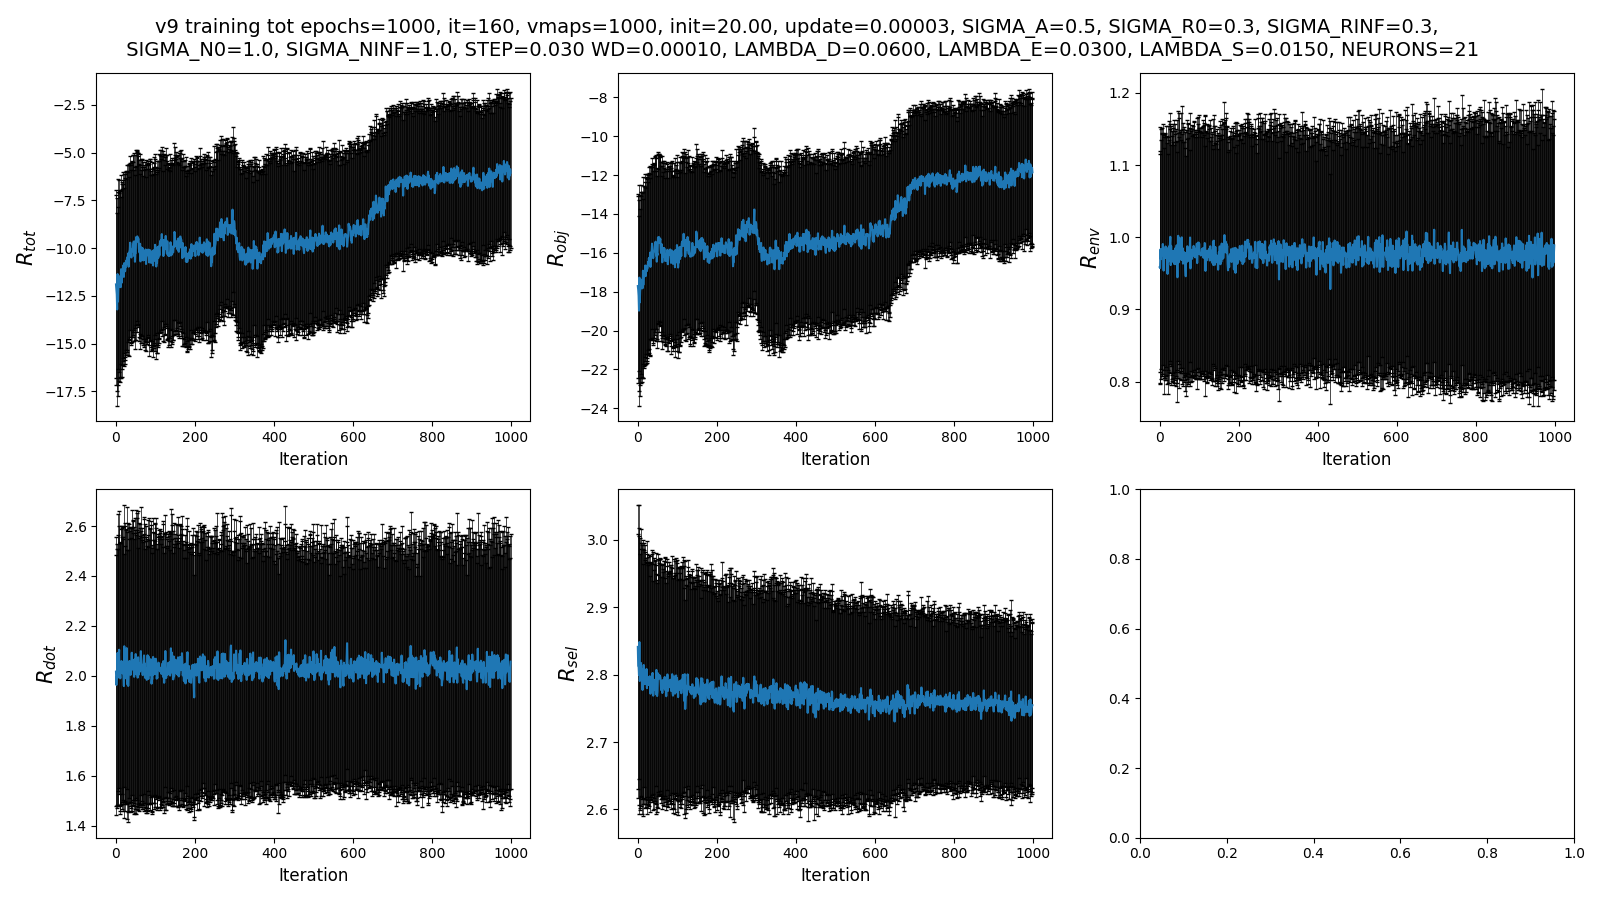 v9 training tot epochs=1000, it=160, vmaps=1000, init=20.00, update=0.00003, SIGMA_A=0.5, SIGMA_R0=0.3, SIGMA_RINF=0.3,
SIGMA_N0=1.0, SIGMA_NINF=1.0, STEP=0.030 WD=0.00010, LAMBDA_D=0.0600, LAMBDA_E=0.0300, LAMBDA_S=0.0150, NEURONS=21
R_tot
−2.5
−5.0
−7.5
−10.0
−12.5
−15.0
−17.5
0 200 400 600 800 1000
Iteration
R_obj
−8
−10
−12
−14
−16
−18
−20
−22
−24
0 200 400 600 800 1000
Iteration
R_env
1.2
1.1
1.0
0.9
0.8
0 200 400 600 800 1000
Iteration
R_dot
2.6
2.4
2.2
2.0
1.8
1.6
1.4
0 200 400 600 800 1000
Iteration
R_sel
3.0
2.9
2.8
2.7
2.6
0 200 400 600 800 1000
Iteration
1.0
0.8
0.6
0.4
0.2
0.0
0.0 0.2 0.4 0.6 0.8 1.0